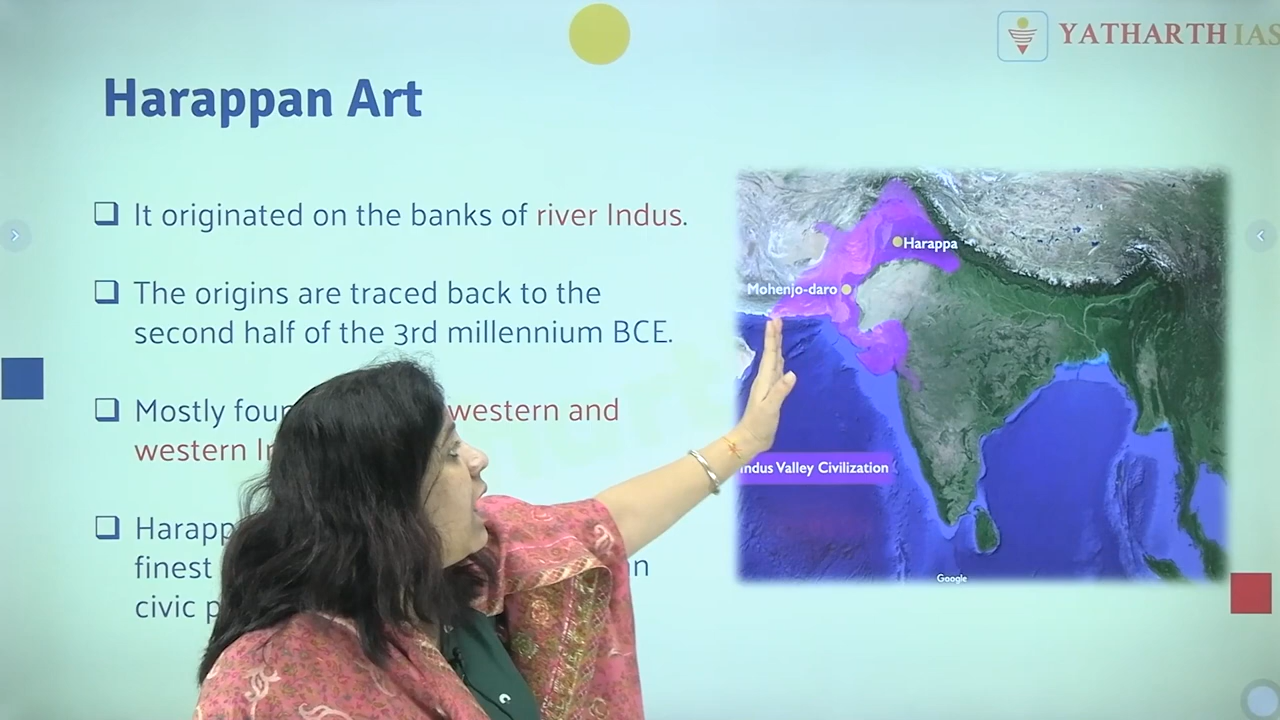 YATHARTH IAS
Harappan Art
It originated on the banks of river Indus.
The origins are traced back to the
second half of the 3rd millennium BCE.
Mostly western and
western
finest
civic
Harappa
Mohenjo-daro
Indus Valley Civilization
Google